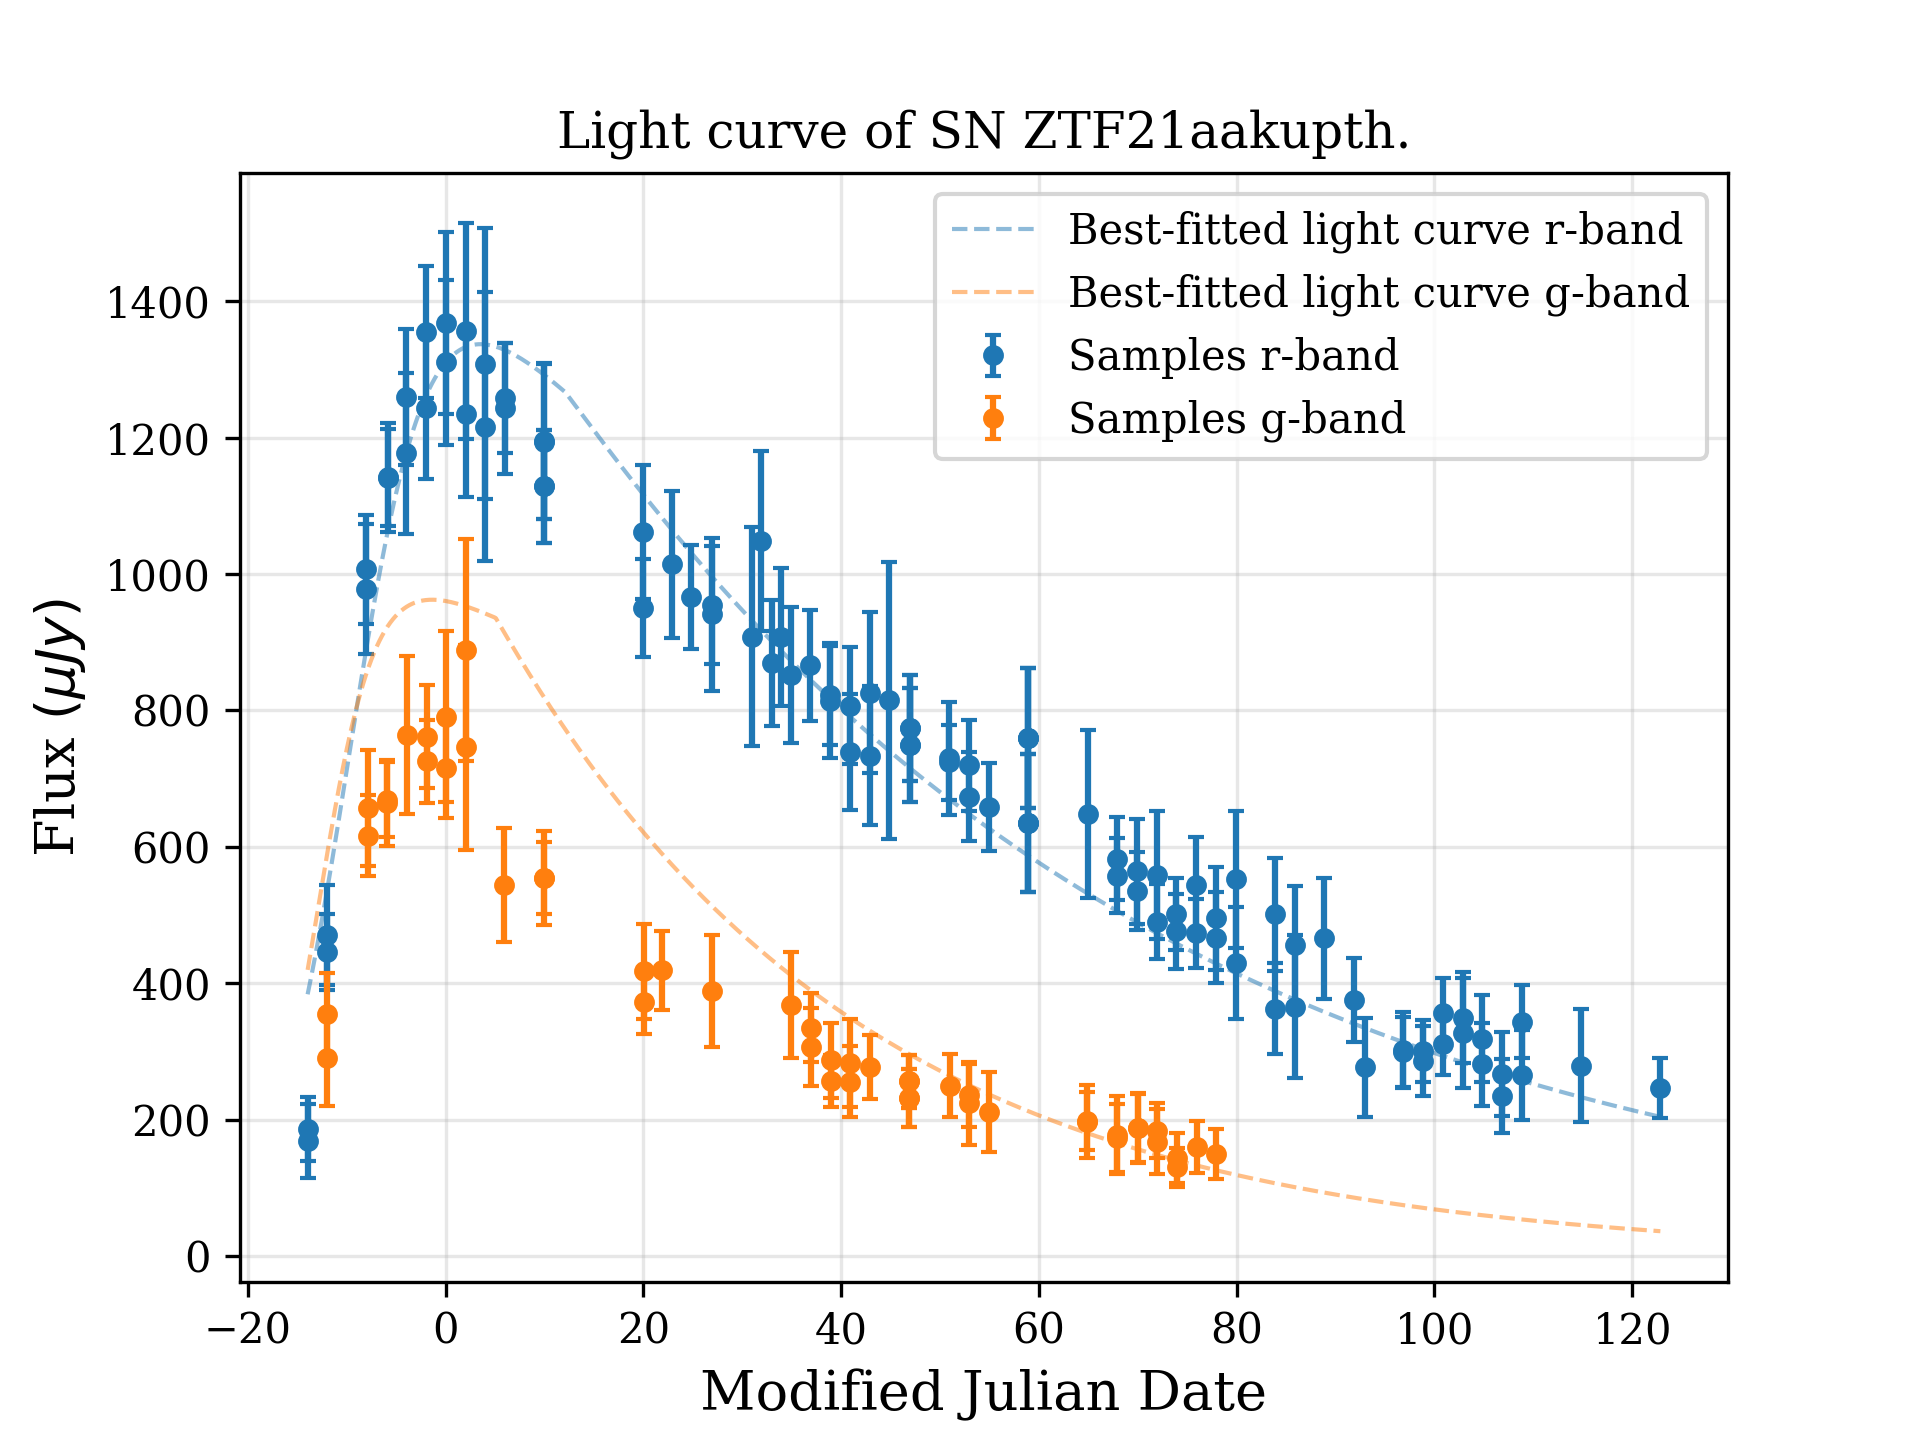 Light curve of SN ZTF21aakupth.
Best-fitted light curve r-band
Best-fitted light curve g-band
Samples r-band
Samples g-band
Flux (μJy)
1400
1200
1000
800
600
400
200
0
−20 0 20 40 60 80 100 120
Modified Julian Date